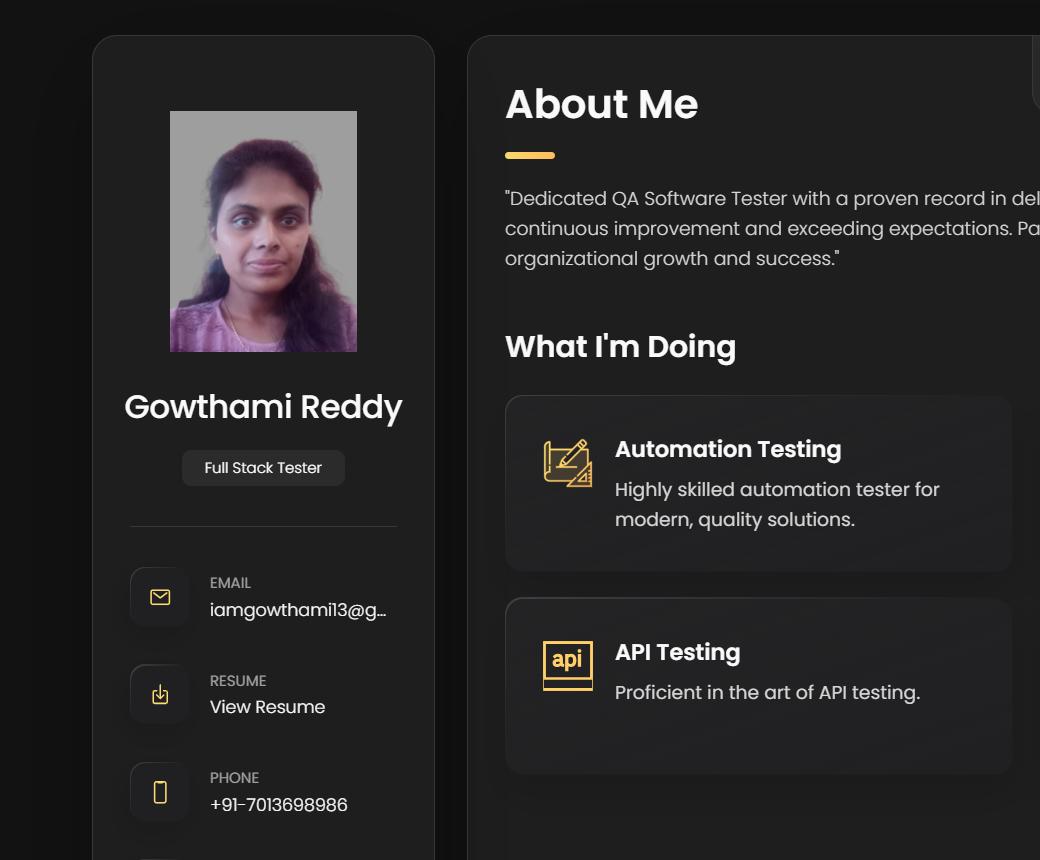 Gowthami Reddy
Full Stack Tester
EMAIL
iamgowthami13@g...
RESUME
View Resume
PHONE
+91-7013698986
About Me
"Dedicated QA Software Tester with a proven record in del
continuous improvement and exceeding expectations. Pa
organizational growth and success."
What I'm Doing
Automation Testing
Highly skilled automation tester for
modern, quality solutions.
api
API Testing
Proficient in the art of API testing.